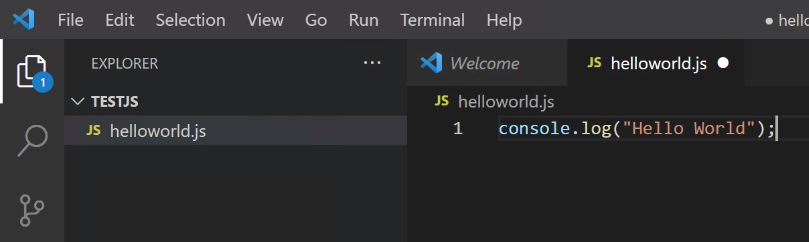 File Edit Selection View Go Run Terminal Help ● hello
EXPLORER ...
Welcome JS helloworld.js ●
1
TESTJS
JS helloworld.js
JS helloworld.js
1 console.log("Hello World");